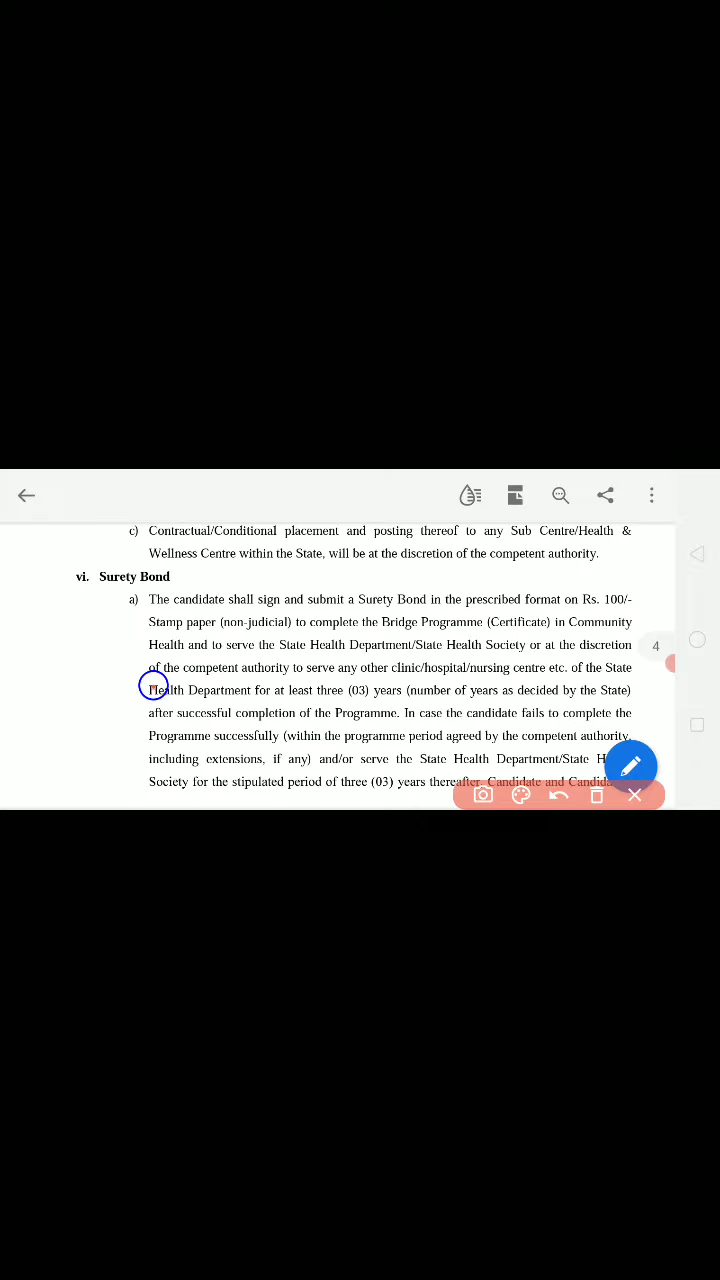 c) Contractual/Conditional placement and posting thereof to any Sub Centre/Health &
Wellness Centre within the State, will be at the discretion of the competent authority.
vi. Surety Bond
a) The candidate shall sign and submit a Surety Bond in the prescribed format on Rs. 100/-
Stamp paper (non-judicial) to complete the Bridge Programme (Certificate) in Community
Health and to serve the State Health Department/State Health Society or at the discretion
4
of the competent authority to serve any other clinic/hospital/nursing centre etc. of the State
Health Department for at least three (03) years (number of years as decided by the State)
after successful completion of the Programme. In case the candidate fails to complete the
Programme successfully (within the programme period agreed by the competent authority,
including extensions, if any) and/or serve the State Health Department/State
Society for the stipulated period of three (03) years thereafter. Candidate and